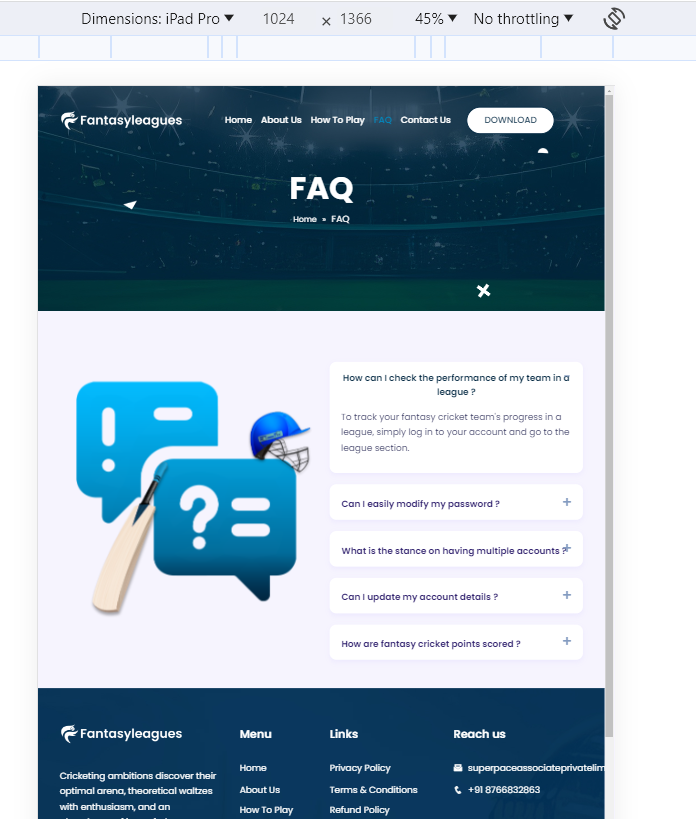 Dimensions: iPad Pro ▼ 1024 × 1366 45% ▼ No throttling ▼
Fantasyleagues Home About Us How To Play FAQ Contact Us DOWNLOAD
FAQ
Home » FAQ
How can I check the performance of my team in a
league ?
To track your fantasy cricket team's progress in a
league, simply log in to your account and go to the
league section.
Can I easily modify my password ? +
What is the stance on having multiple accounts ? +
Can I update my account details ? +
How are fantasy cricket points scored ? +
Fantasyleagues
Cricketing ambitions discover their
optimal arena, theoretical waltzes
with enthusiasm, and an
Menu
Home
About Us
How To Play
Links
Privacy Policy
Terms & Conditions
Refund Policy
Reach us
superpaceassociateprivatelim
+91 8766832863